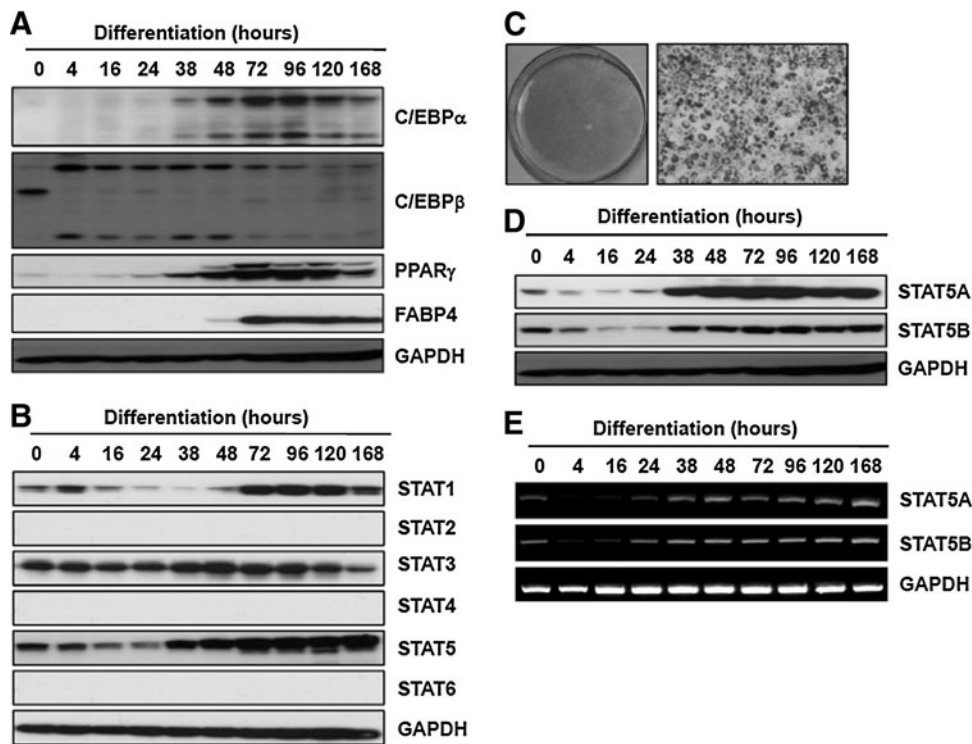 A
Differentiation (hours)
0 4 16 24 38 48 72 96 120 168
C/EBPα
C/EBPβ
PPARγ
FABP4
GAPDH
B
Differentiation (hours)
0 4 16 24 38 48 72 96 120 168
STAT1
STAT2
STAT3
STAT4
STAT5
STAT6
GAPDH
C
D
Differentiation (hours)
0 4 16 24 38 48 72 96 120 168
STAT5A
STAT5B
GAPDH
E
Differentiation (hours)
0 4 16 24 38 48 72 96 120 168
STAT5A
STAT5B
GAPDH